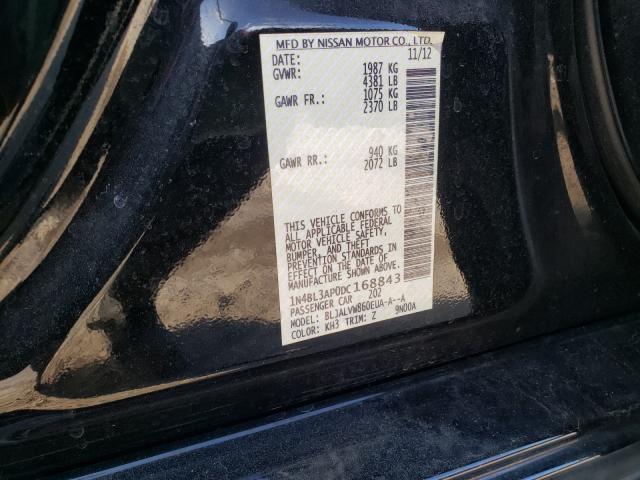 MFD BY NISSAN MOTOR CO., LTD.
DATE: 11/12
GVWR: 1987 KG
4381 LB
GAWR FR.: 1075 KG
2370 LB
GAWR RR.: 940 KG
2072 LB
THIS VEHICLE CONFORMS TO
ALL APPLICABLE FEDERAL
MOTOR VEHICLE SAFETY,
BUMPER, AND THEFT
PREVENTION STANDARDS IN
EFFECT ON THE DATE OF
MANUFACTURE SHOWN ABOVE.
1N4BL3AP0DC168843
PASSENGER CAR 202
MODEL: BLJALVW860EUA-A--A
COLOR: KH3 TRIM: Z 9N00A